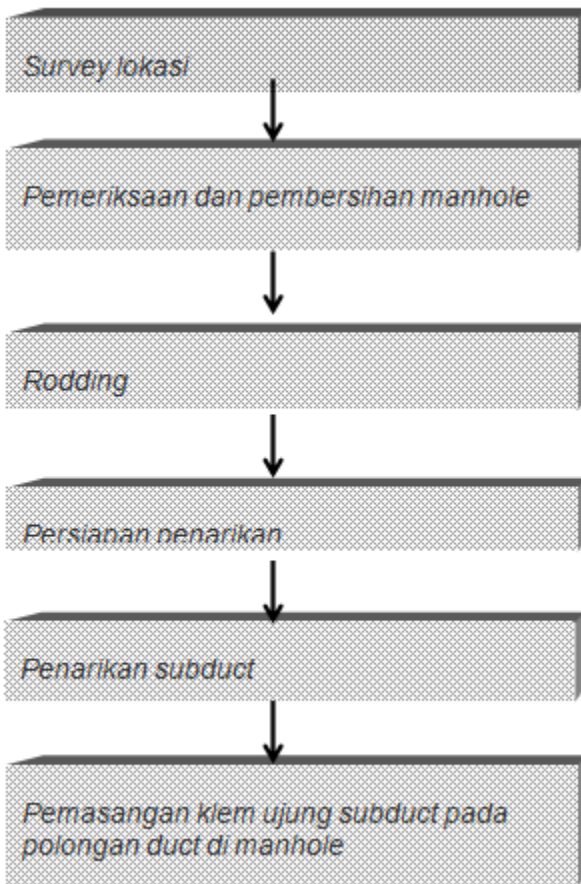 Survey lokasi
Pemeriksaan dan pembersihan manhole
Rodding
Persiapan penarikan
Penarikan subduct
Pemasangan klem ujung subduct pada
polongan duct di manhole